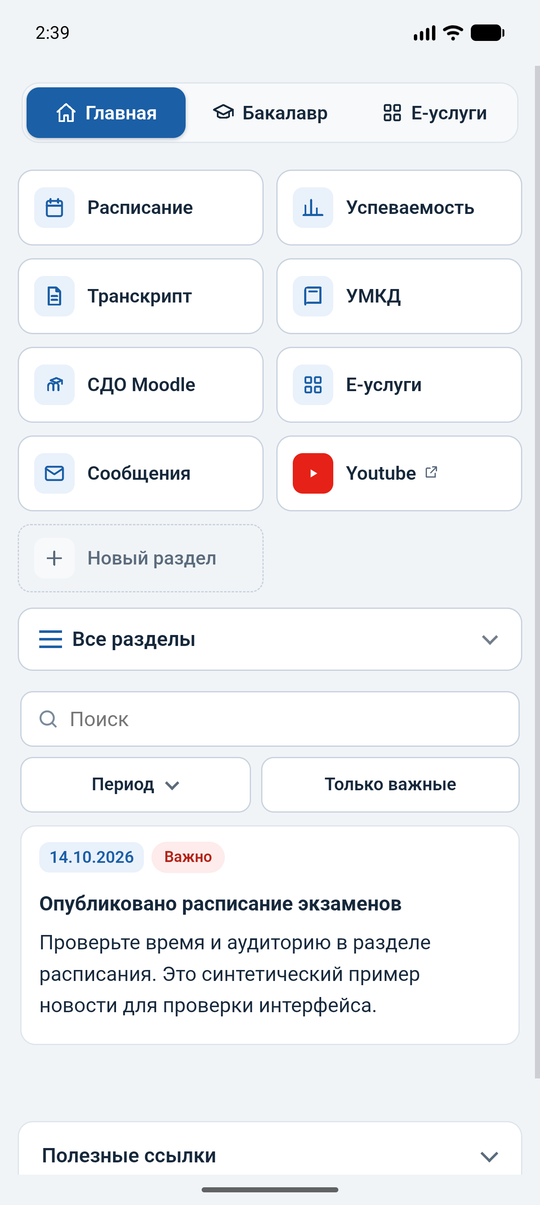 2:39
Главная
Бакалавр
Е-услуги
Расписание
Успеваемость
Транскрипт
УМКД
СДО Moodle
Е-услуги
Сообщения
Youtube
Новый раздел
Все разделы
Поиск
Период
Только важные
14.10.2026
Важно
Опубликовано расписание экзаменов
Проверьте время и аудиторию в разделе
расписания. Это синтетический пример
новости для проверки интерфейса.
Полезные ссылки